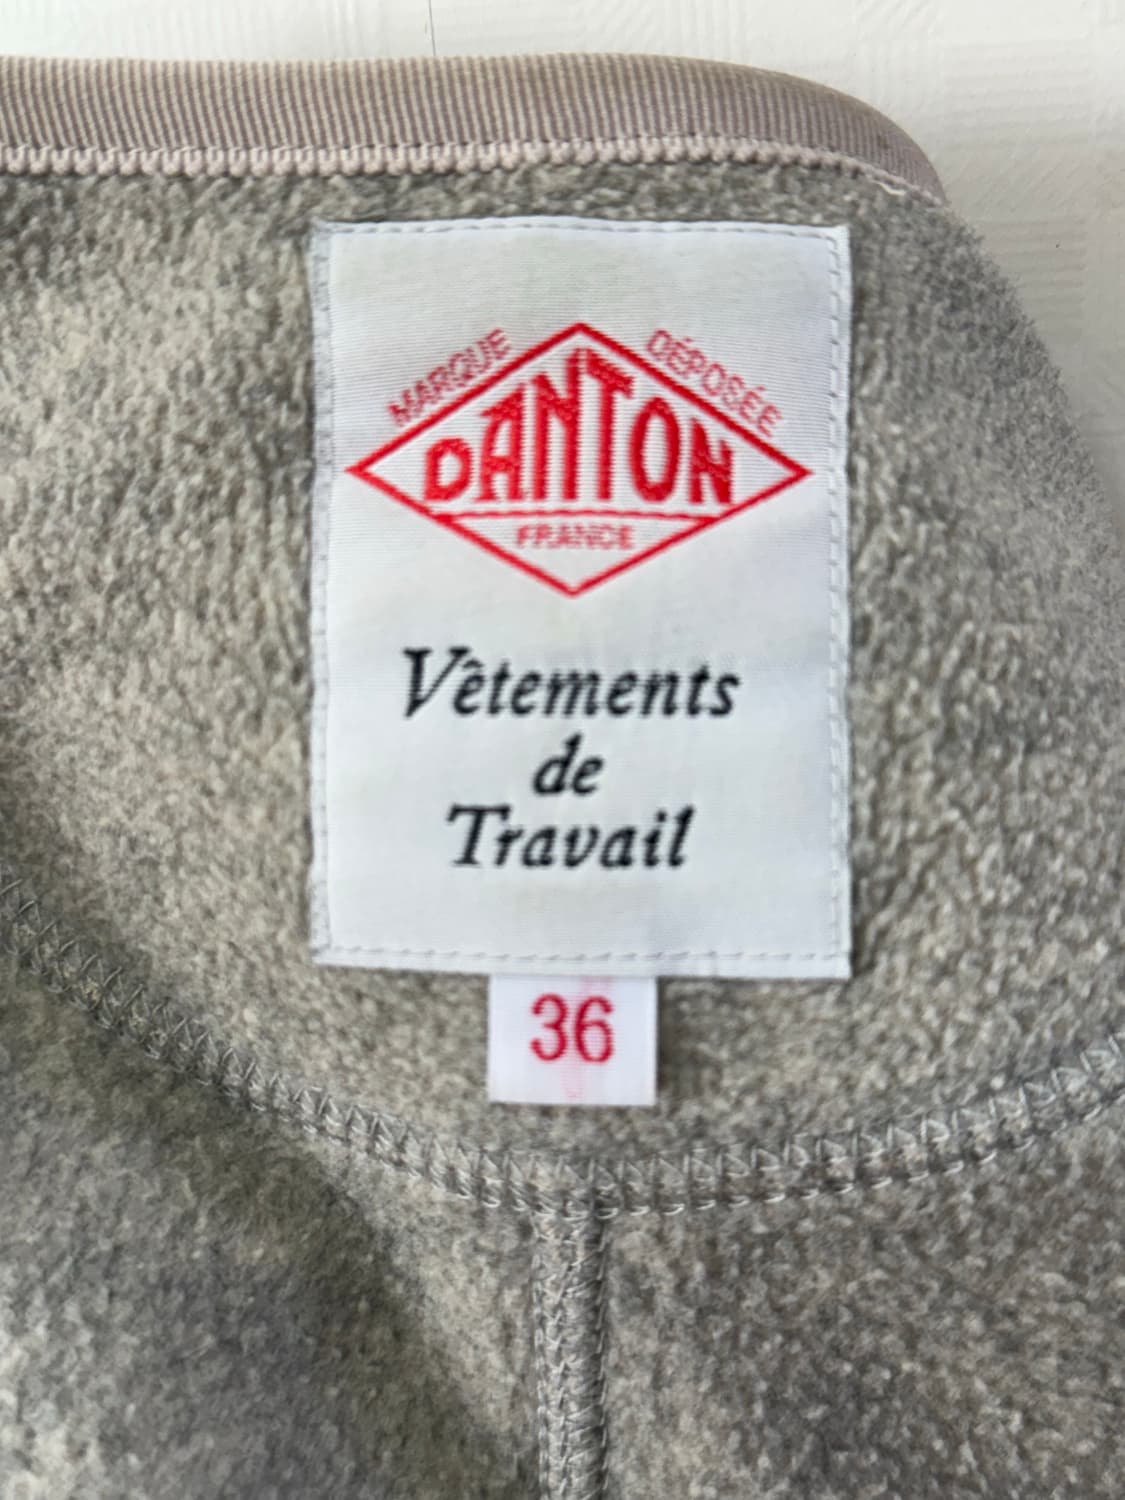 MARQUE DÉPOSÉE
DANTON
FRANCE
Vêtements
de
Travail
36